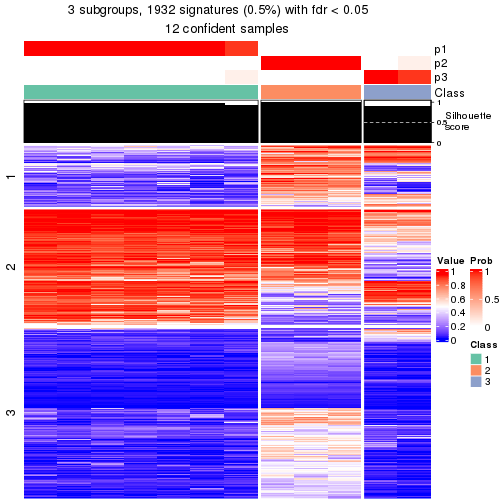 3 subgroups, 1932 signatures (0.5%) with fdr < 0.05
12 confident samples
p1
p2
p3
Class
1
0.5
0
Silhouette
score
1
2
3
Value
1
0.8
0.6
0.4
0.2
0
Prob
1
0.5
0
Class
1
2
3